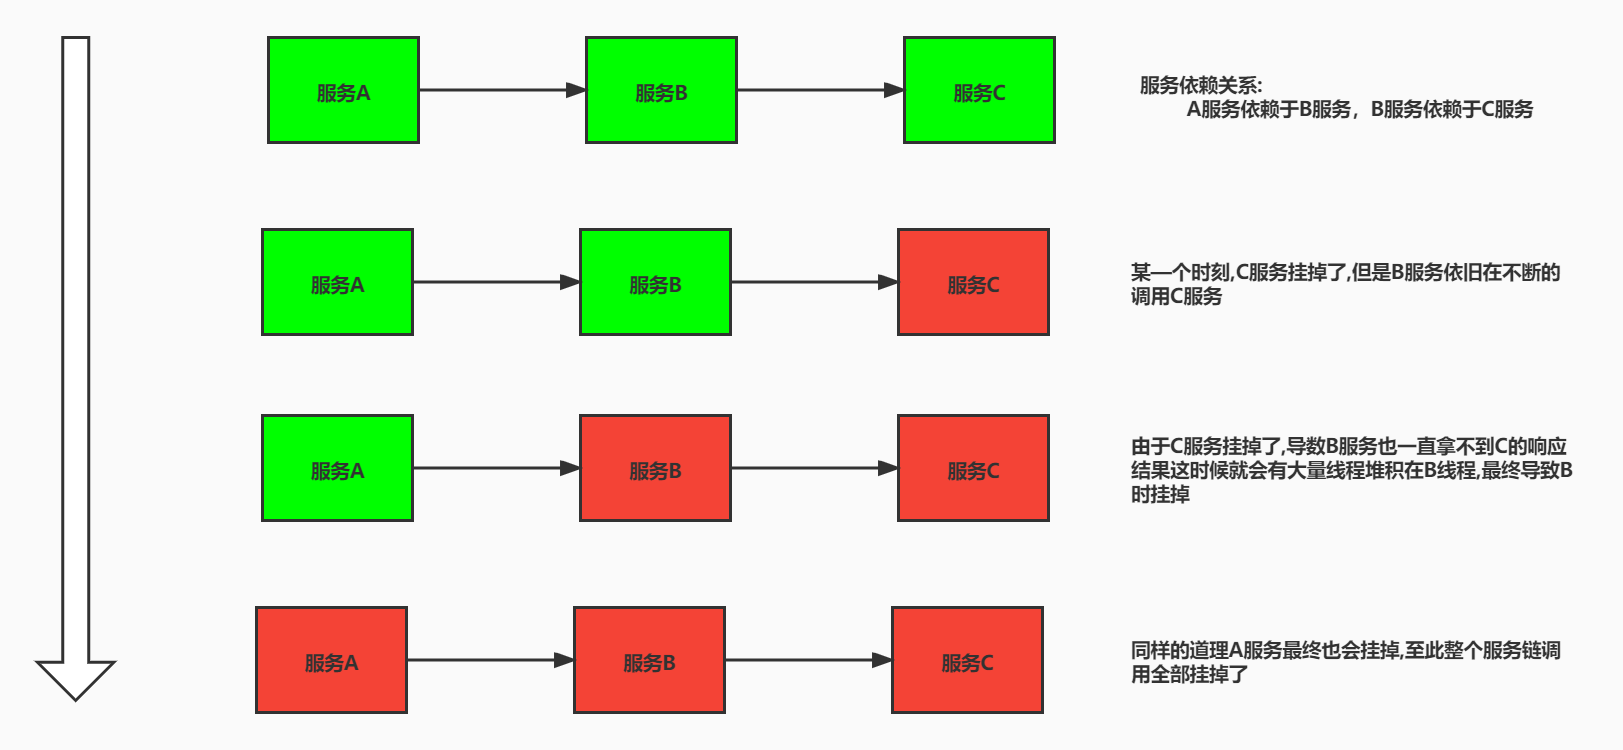 服务A
服务B
服务C
服务依赖关系:
A服务依赖于B服务，B服务依赖于C服务
服务A
服务B
服务C
某一个时刻,C服务挂掉了,但是B服务依旧在不断的
调用C服务
服务A
服务B
服务C
由于C服务挂掉了,导数B服务也一直拿不到C的响应
结果这时候就会有大量线程堆积在B线程,最终导致B
时挂掉
服务A
服务B
服务C
同样的道理A服务最终也会挂掉,至此整个服务链调
用全部挂掉了